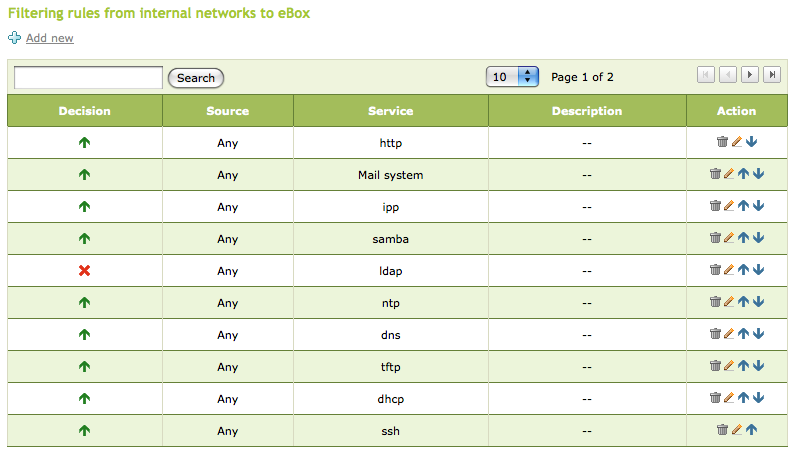 Filtering rules from internal networks to eBox
Add new
Search 10 Page 1 of 2
Decision Source Service Description Action
Any http --
Any Mail system --
Any ipp --
Any samba --
Any ldap --
Any ntp --
Any dns --
Any tftp --
Any dhcp --
Any ssh --